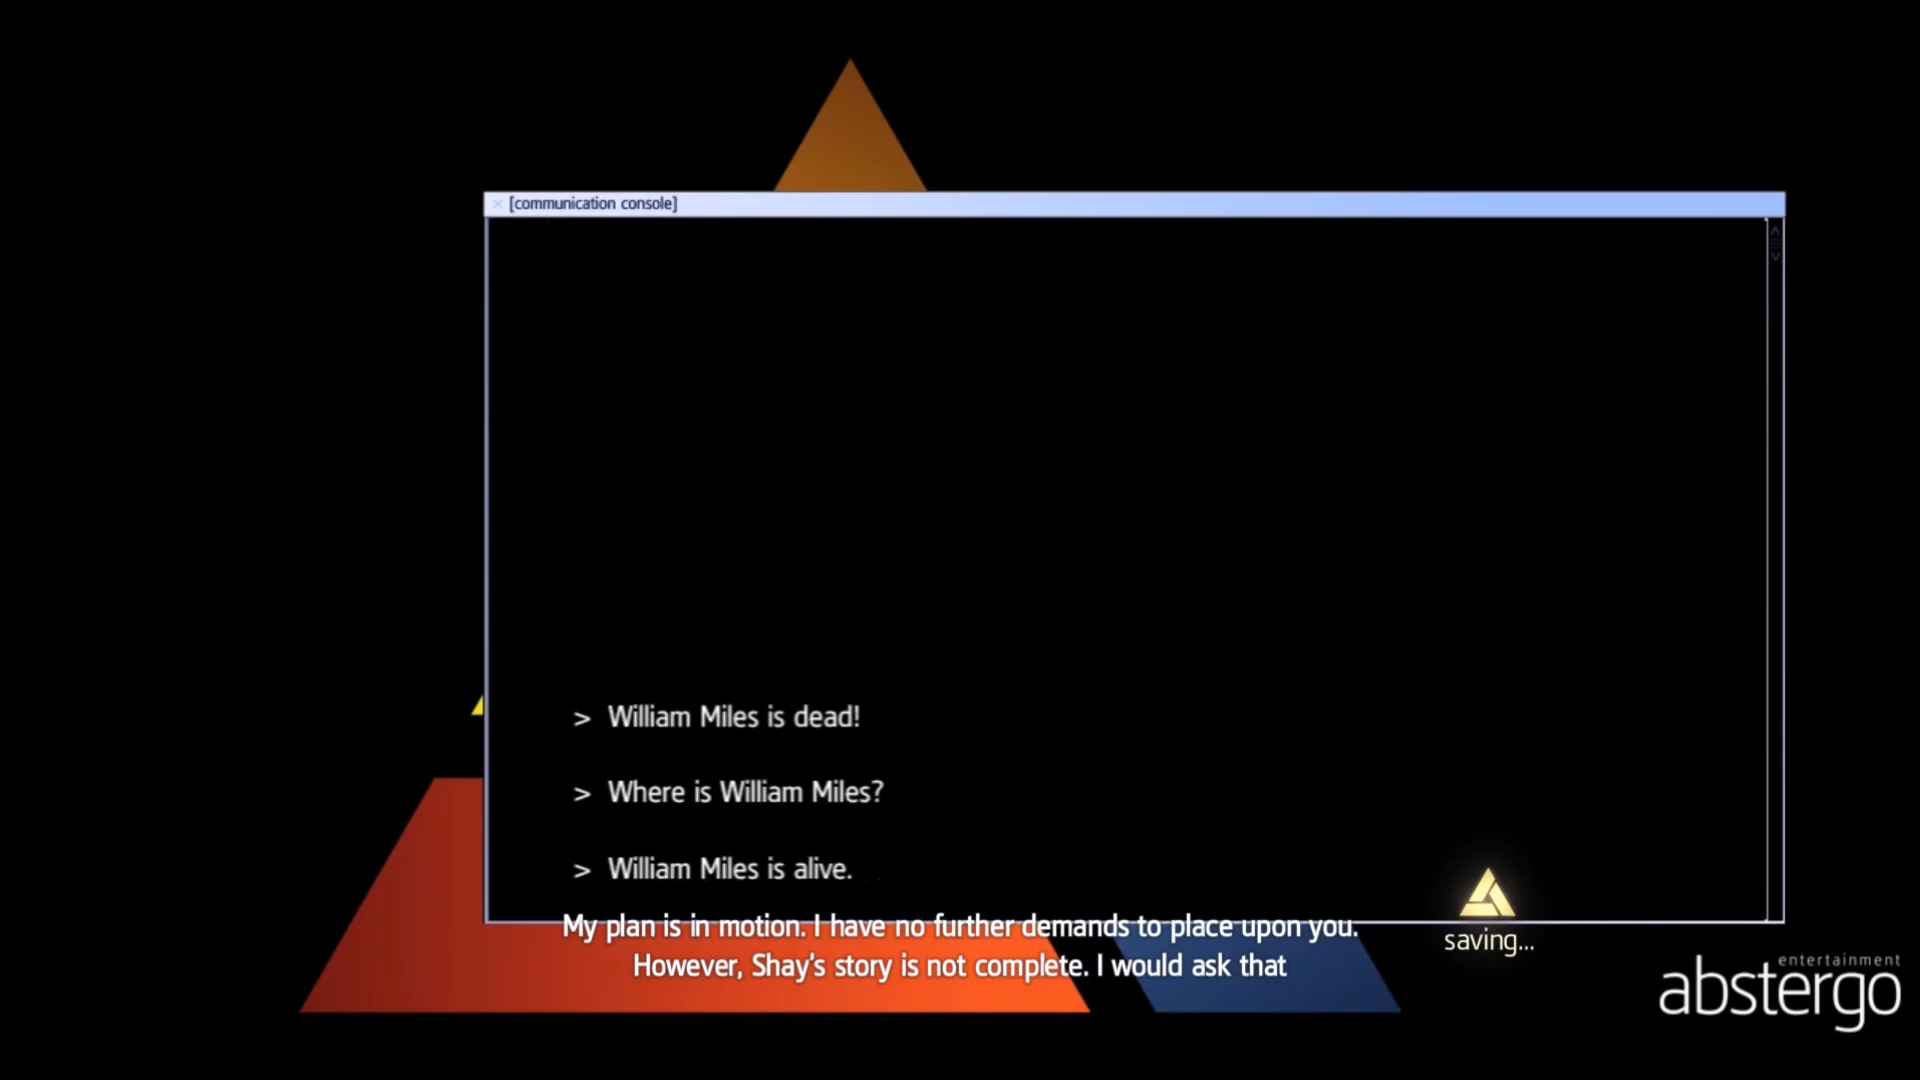 [communication console]
> William Miles is dead!
> Where is William Miles?
> William Miles is alive.
My plan is in motion. I have no further demands to place upon you.
However, Shay's story is not complete. I would ask that
saving...
entertainment
abstergo